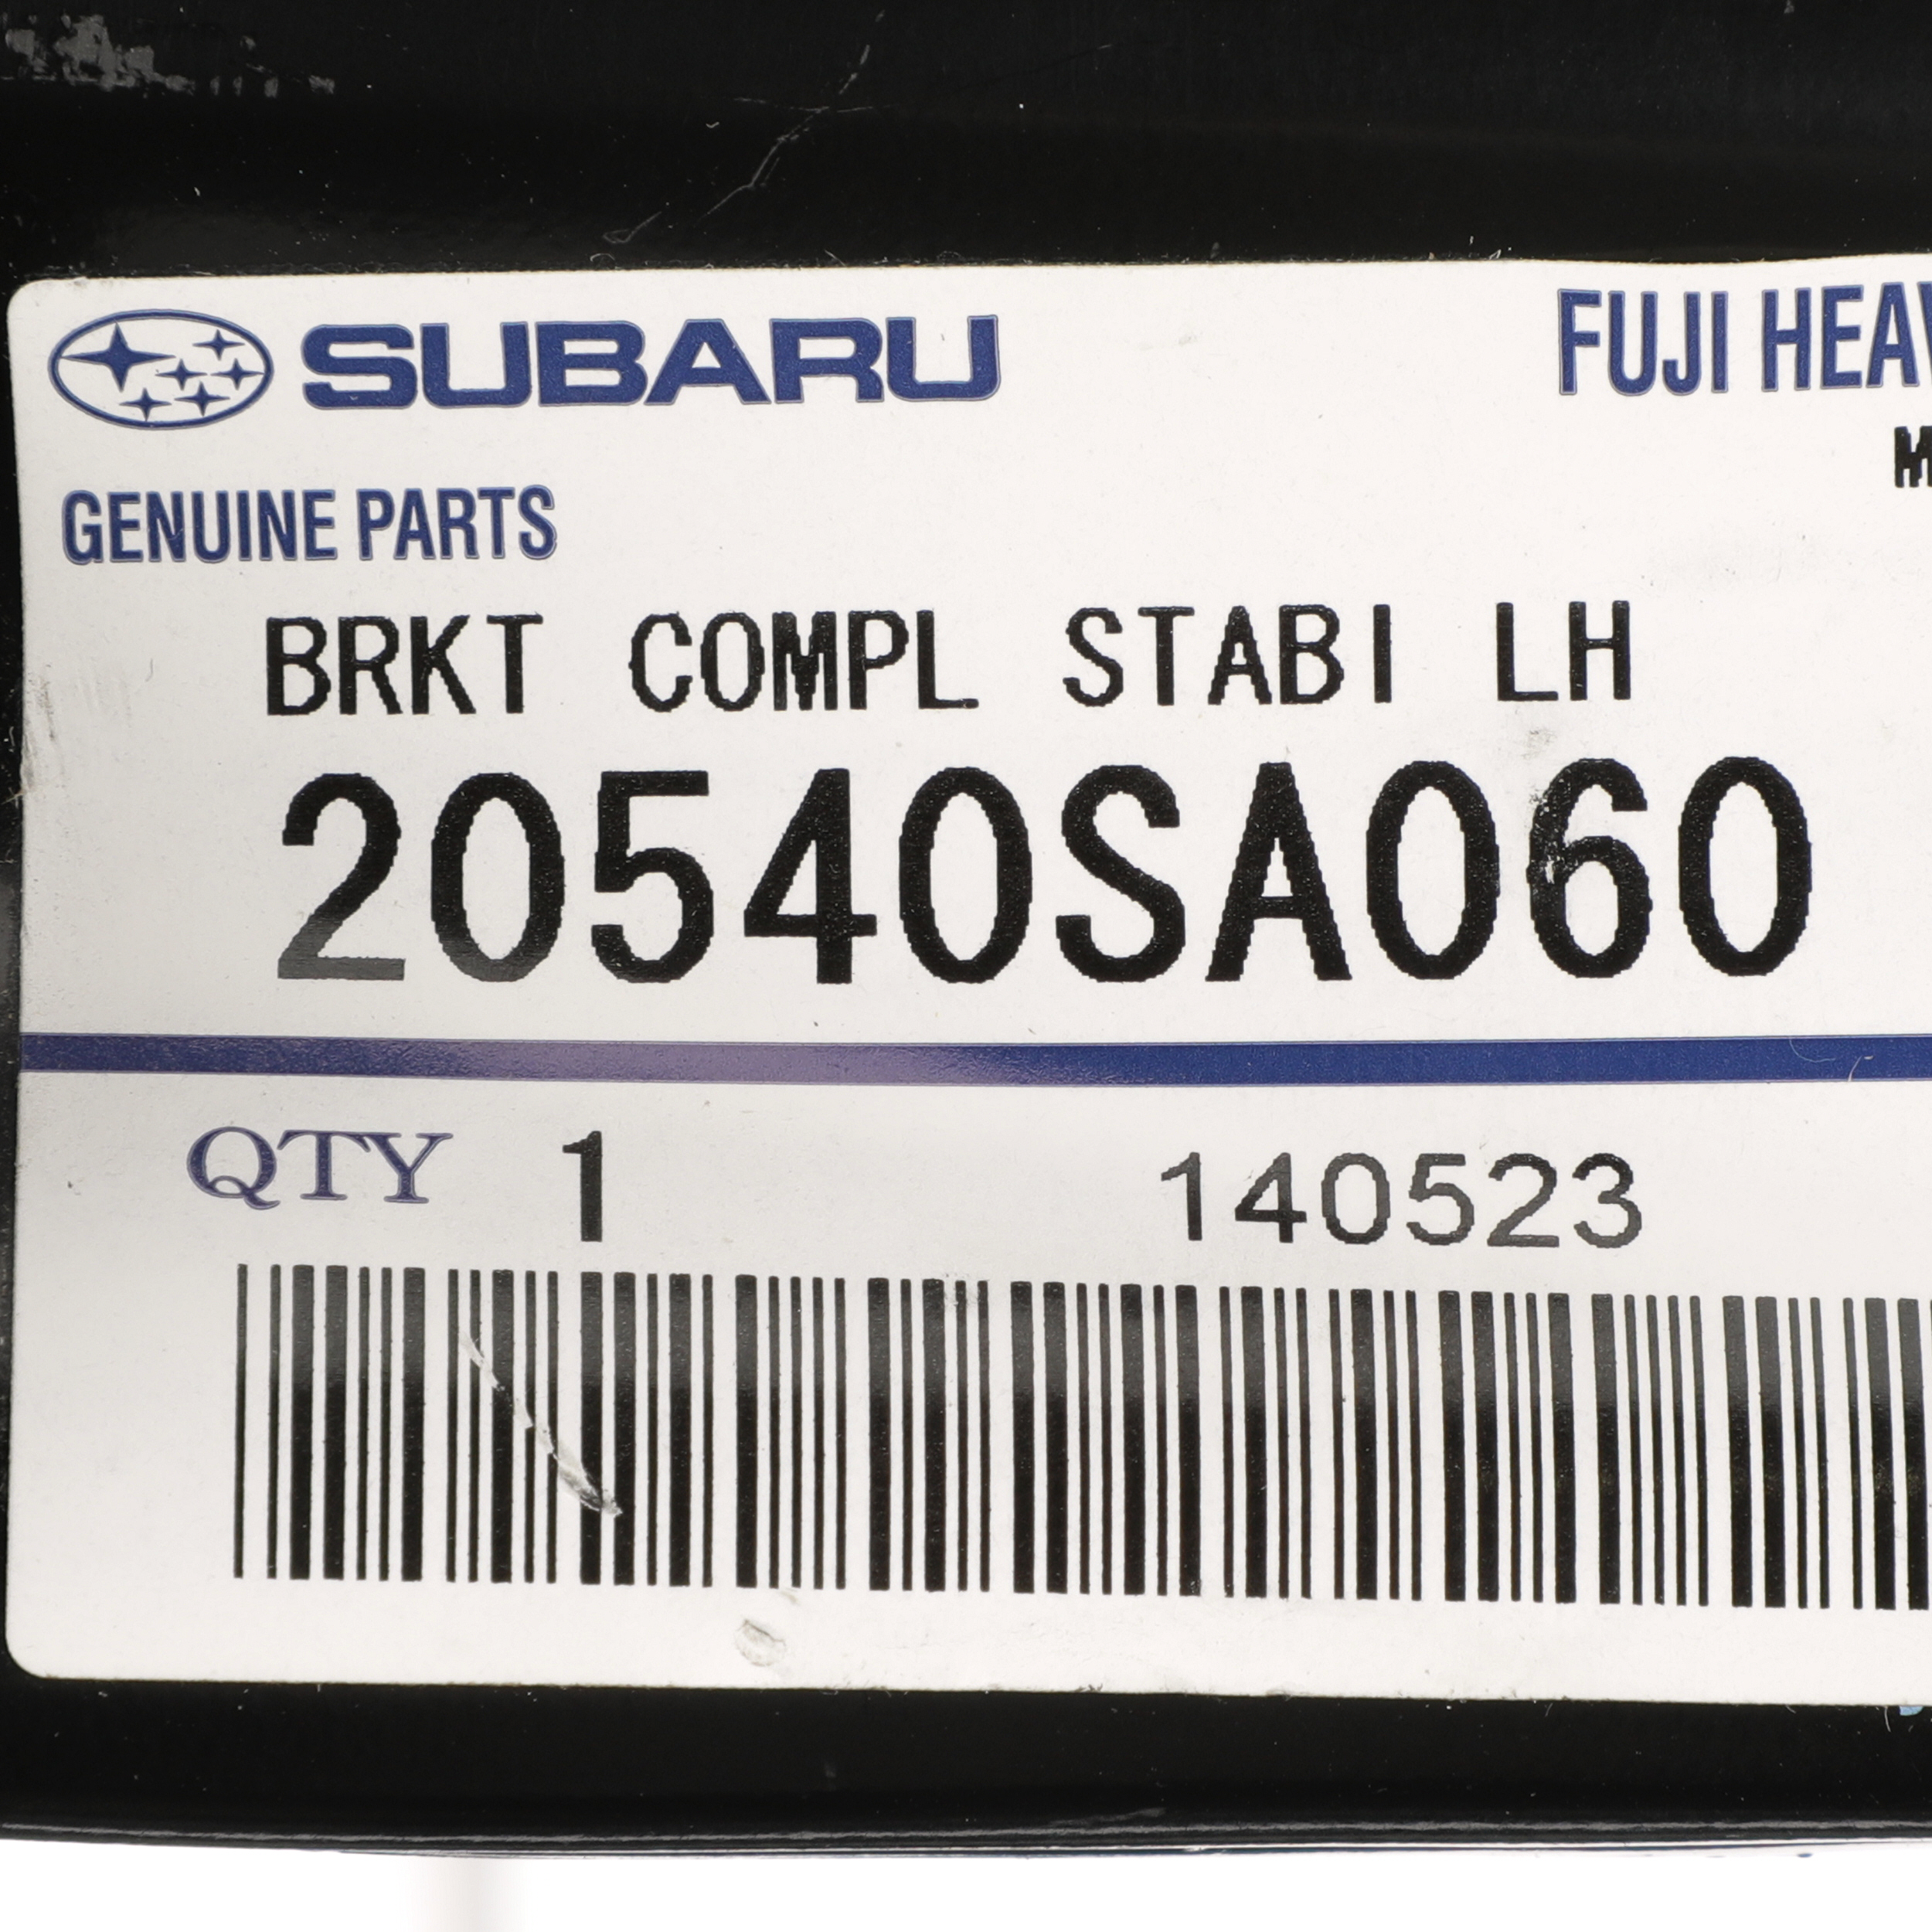 SUBARU
FUJI HEAV
GENUINE PARTS
BRKT COMPL STABI LH
20540SA060
QTY 1 140523